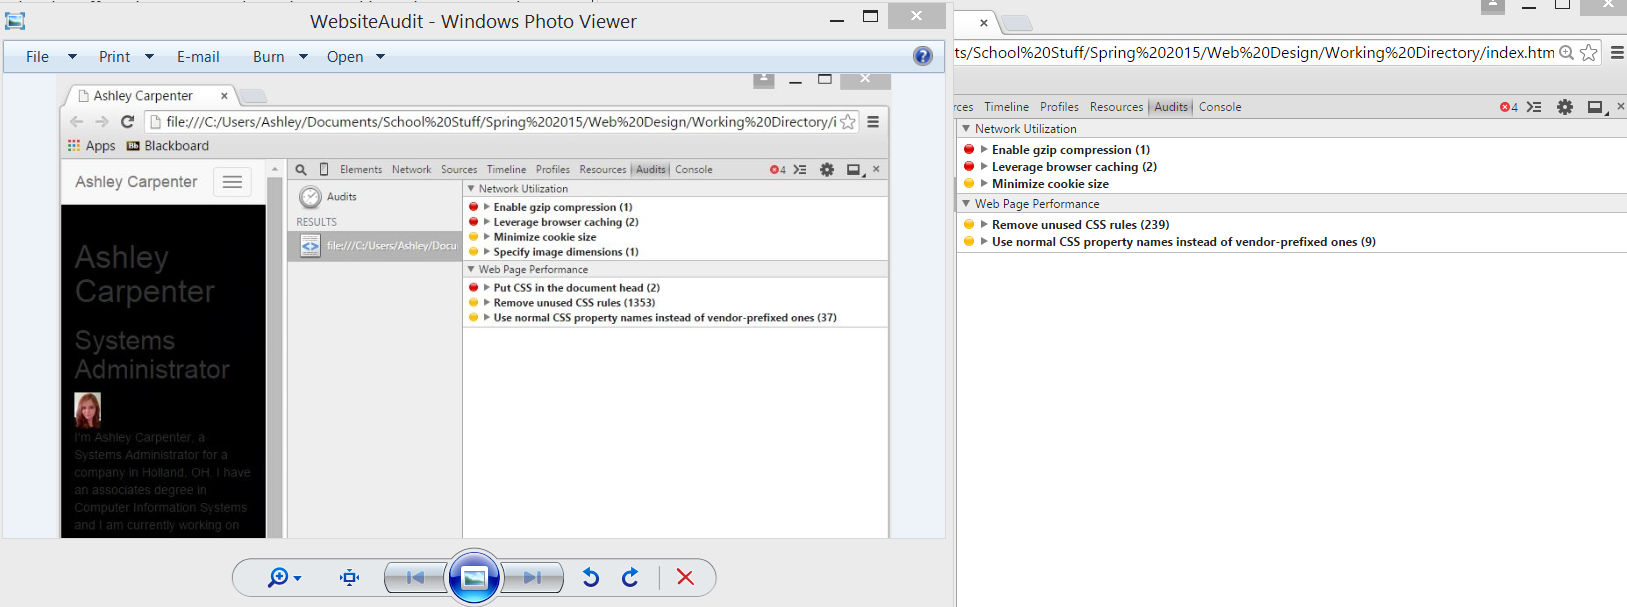 WebsiteAudit - Windows Photo Viewer
File Print E-mail Burn Open
Ashley Carpenter
file:///C:/Users/Ashley/Documents/School%20Stuff/Spring%202015/Web%20Design/Working%20Directory/i
Apps Bb Blackboard
Ashley Carpenter
Ashley
Carpenter
Systems
Administrator
I'm Ashley Carpenter, a
Systems Administrator for a
company in Holland, OH. I have
an associates degree in
Computer Information Systems
and I am currently working on
Elements Network Sources Timeline Profiles Resources Audits Console 4
Audits
RESULTS
file:///C:/Users/Ashley/Docu
Network Utilization
Enable gzip compression (1)
Leverage browser caching (2)
Minimize cookie size
Specify image dimensions (1)
Web Page Performance
Put CSS in the document head (2)
Remove unused CSS rules (1353)
Use normal CSS property names instead of vendor-prefixed ones (37)
ts/School%20Stuff/Spring%202015/Web%20Design/Working%20Directory/index.htm
rces Timeline Profiles Resources Audits Console 4
Network Utilization
Enable gzip compression (1)
Leverage browser caching (2)
Minimize cookie size
Web Page Performance
Remove unused CSS rules (239)
Use normal CSS property names instead of vendor-prefixed ones (9)